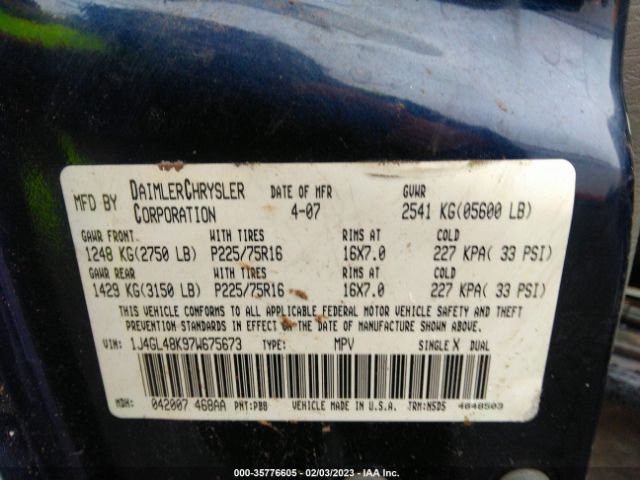 MFD BY DAIMLERCHRYSLER CORPORATION DATE OF MFR 4-07 GVWR 2541 KG(05600 LB)
GAWR FRONT WITH TIRES RIMS AT COLD
1248 KG(2750 LB) P225/75R16 16X7.0 227 KPA( 33 PSI)
GAWR REAR WITH TIRES RIMS AT COLD
1429 KG(3150 LB) P225/75R16 16X7.0 227 KPA( 33 PSI)
THIS VEHICLE CONFORMS TO ALL APPLICABLE FEDERAL MOTOR VEHICLE SAFETY AND THEFT
PREVENTION STANDARDS IN EFFECT ON THE DATE OF MANUFACTURE SHOWN ABOVE.
VIN: 1J4GL48K97W675673 TYPE: MPV SINGLE X DUAL
MDH: 042007 468AA PNT:PB8 VEHICLE MADE IN U.S.A. TRM:N5D5 4648503
000-35776605 - 02/03/2023 - IAA Inc.